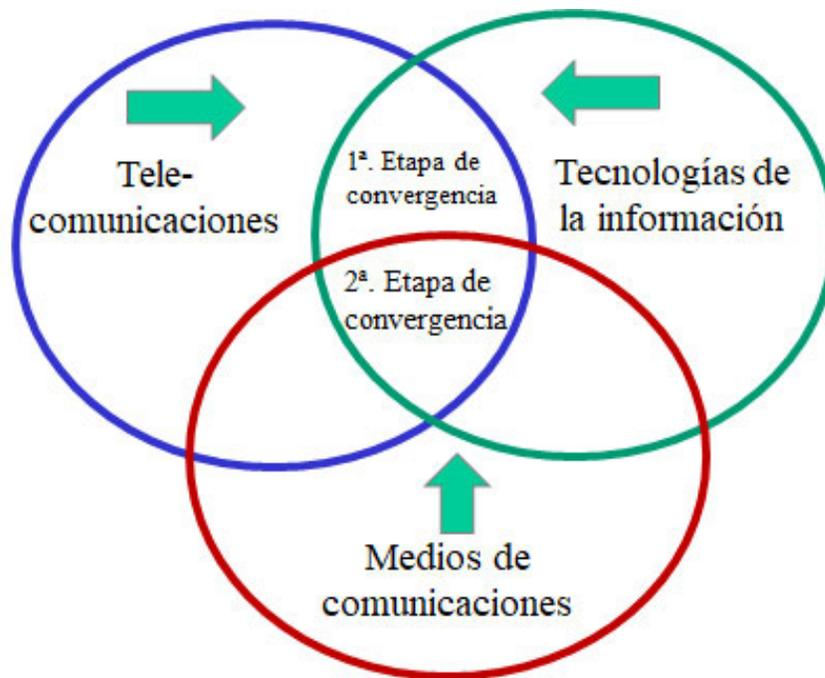 Tele-
comunicaciones
1ª. Etapa de
convergencia
Tecnologías de
la información
2ª. Etapa de
convergencia
Medios de
comunicaciones